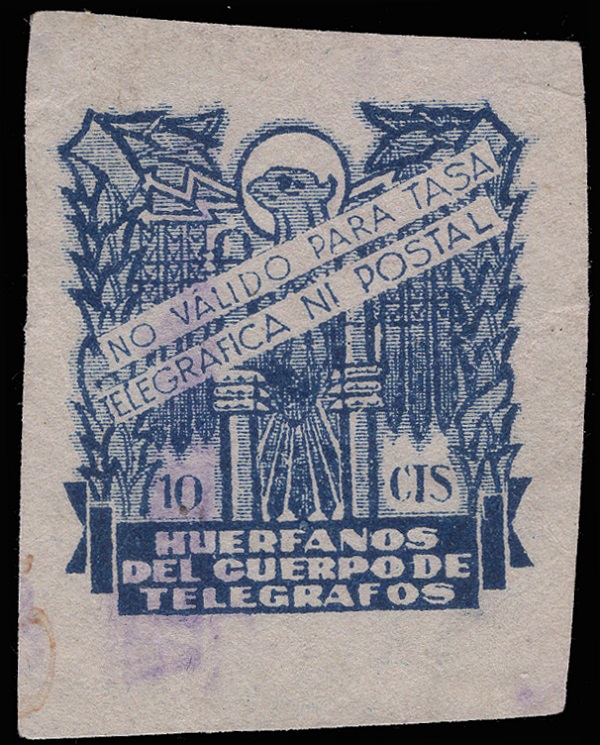 NO VALIDO PARA TASA
TELEGRAFICA NI POSTAL
10 CTS
HUERFANOS
DEL CUERPO DE
TELEGRAFOS